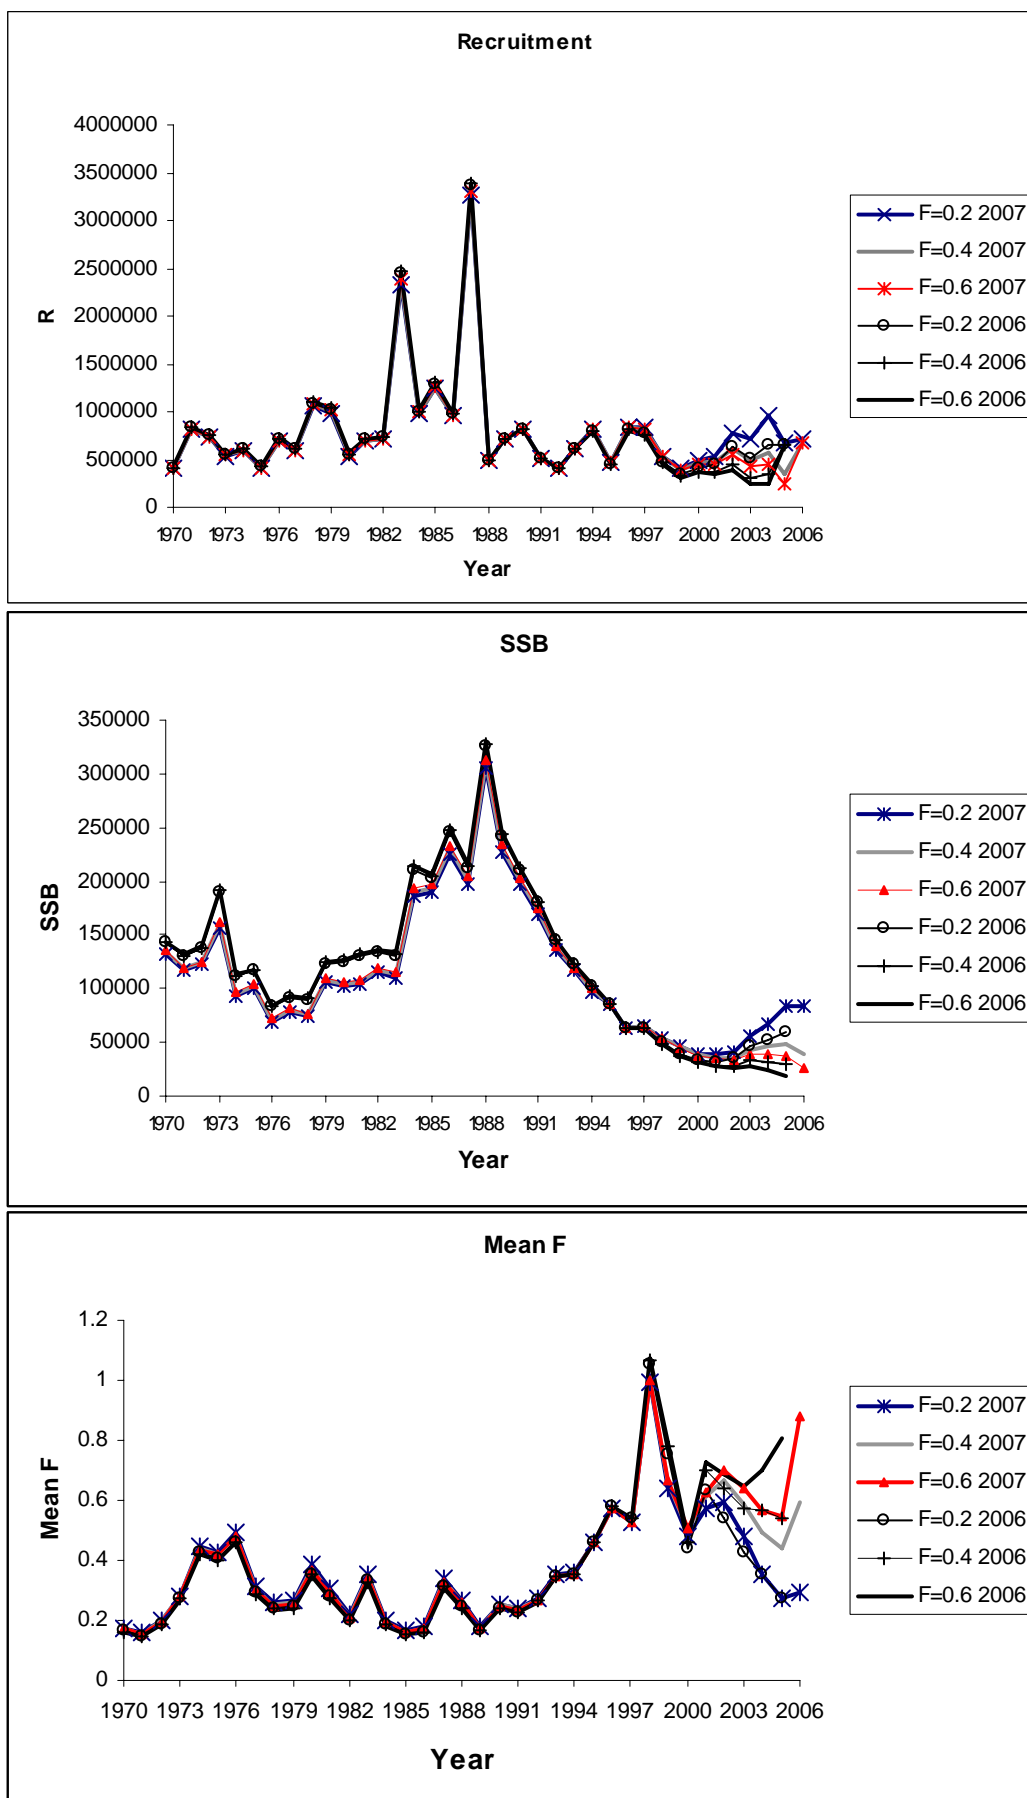 Recruitment
4000000
3500000
3000000
2500000
2000000
1500000
1000000
500000
0
R
1970 1973 1976 1979 1982 1985 1988 1991 1994 1997 2000 2003 2006
Year
F=0.2 2007
F=0.4 2007
F=0.6 2007
F=0.2 2006
F=0.4 2006
F=0.6 2006
SSB
350000
300000
250000
200000
150000
100000
50000
0
SSB
1970 1973 1976 1979 1982 1985 1988 1991 1994 1997 2000 2003 2006
Year
F=0.2 2007
F=0.4 2007
F=0.6 2007
F=0.2 2006
F=0.4 2006
F=0.6 2006
Mean F
1.2
1
0.8
0.6
0.4
0.2
0
Mean F
1970 1973 1976 1979 1982 1985 1988 1991 1994 1997 2000 2003 2006
Year
F=0.2 2007
F=0.4 2007
F=0.6 2007
F=0.2 2006
F=0.4 2006
F=0.6 2006